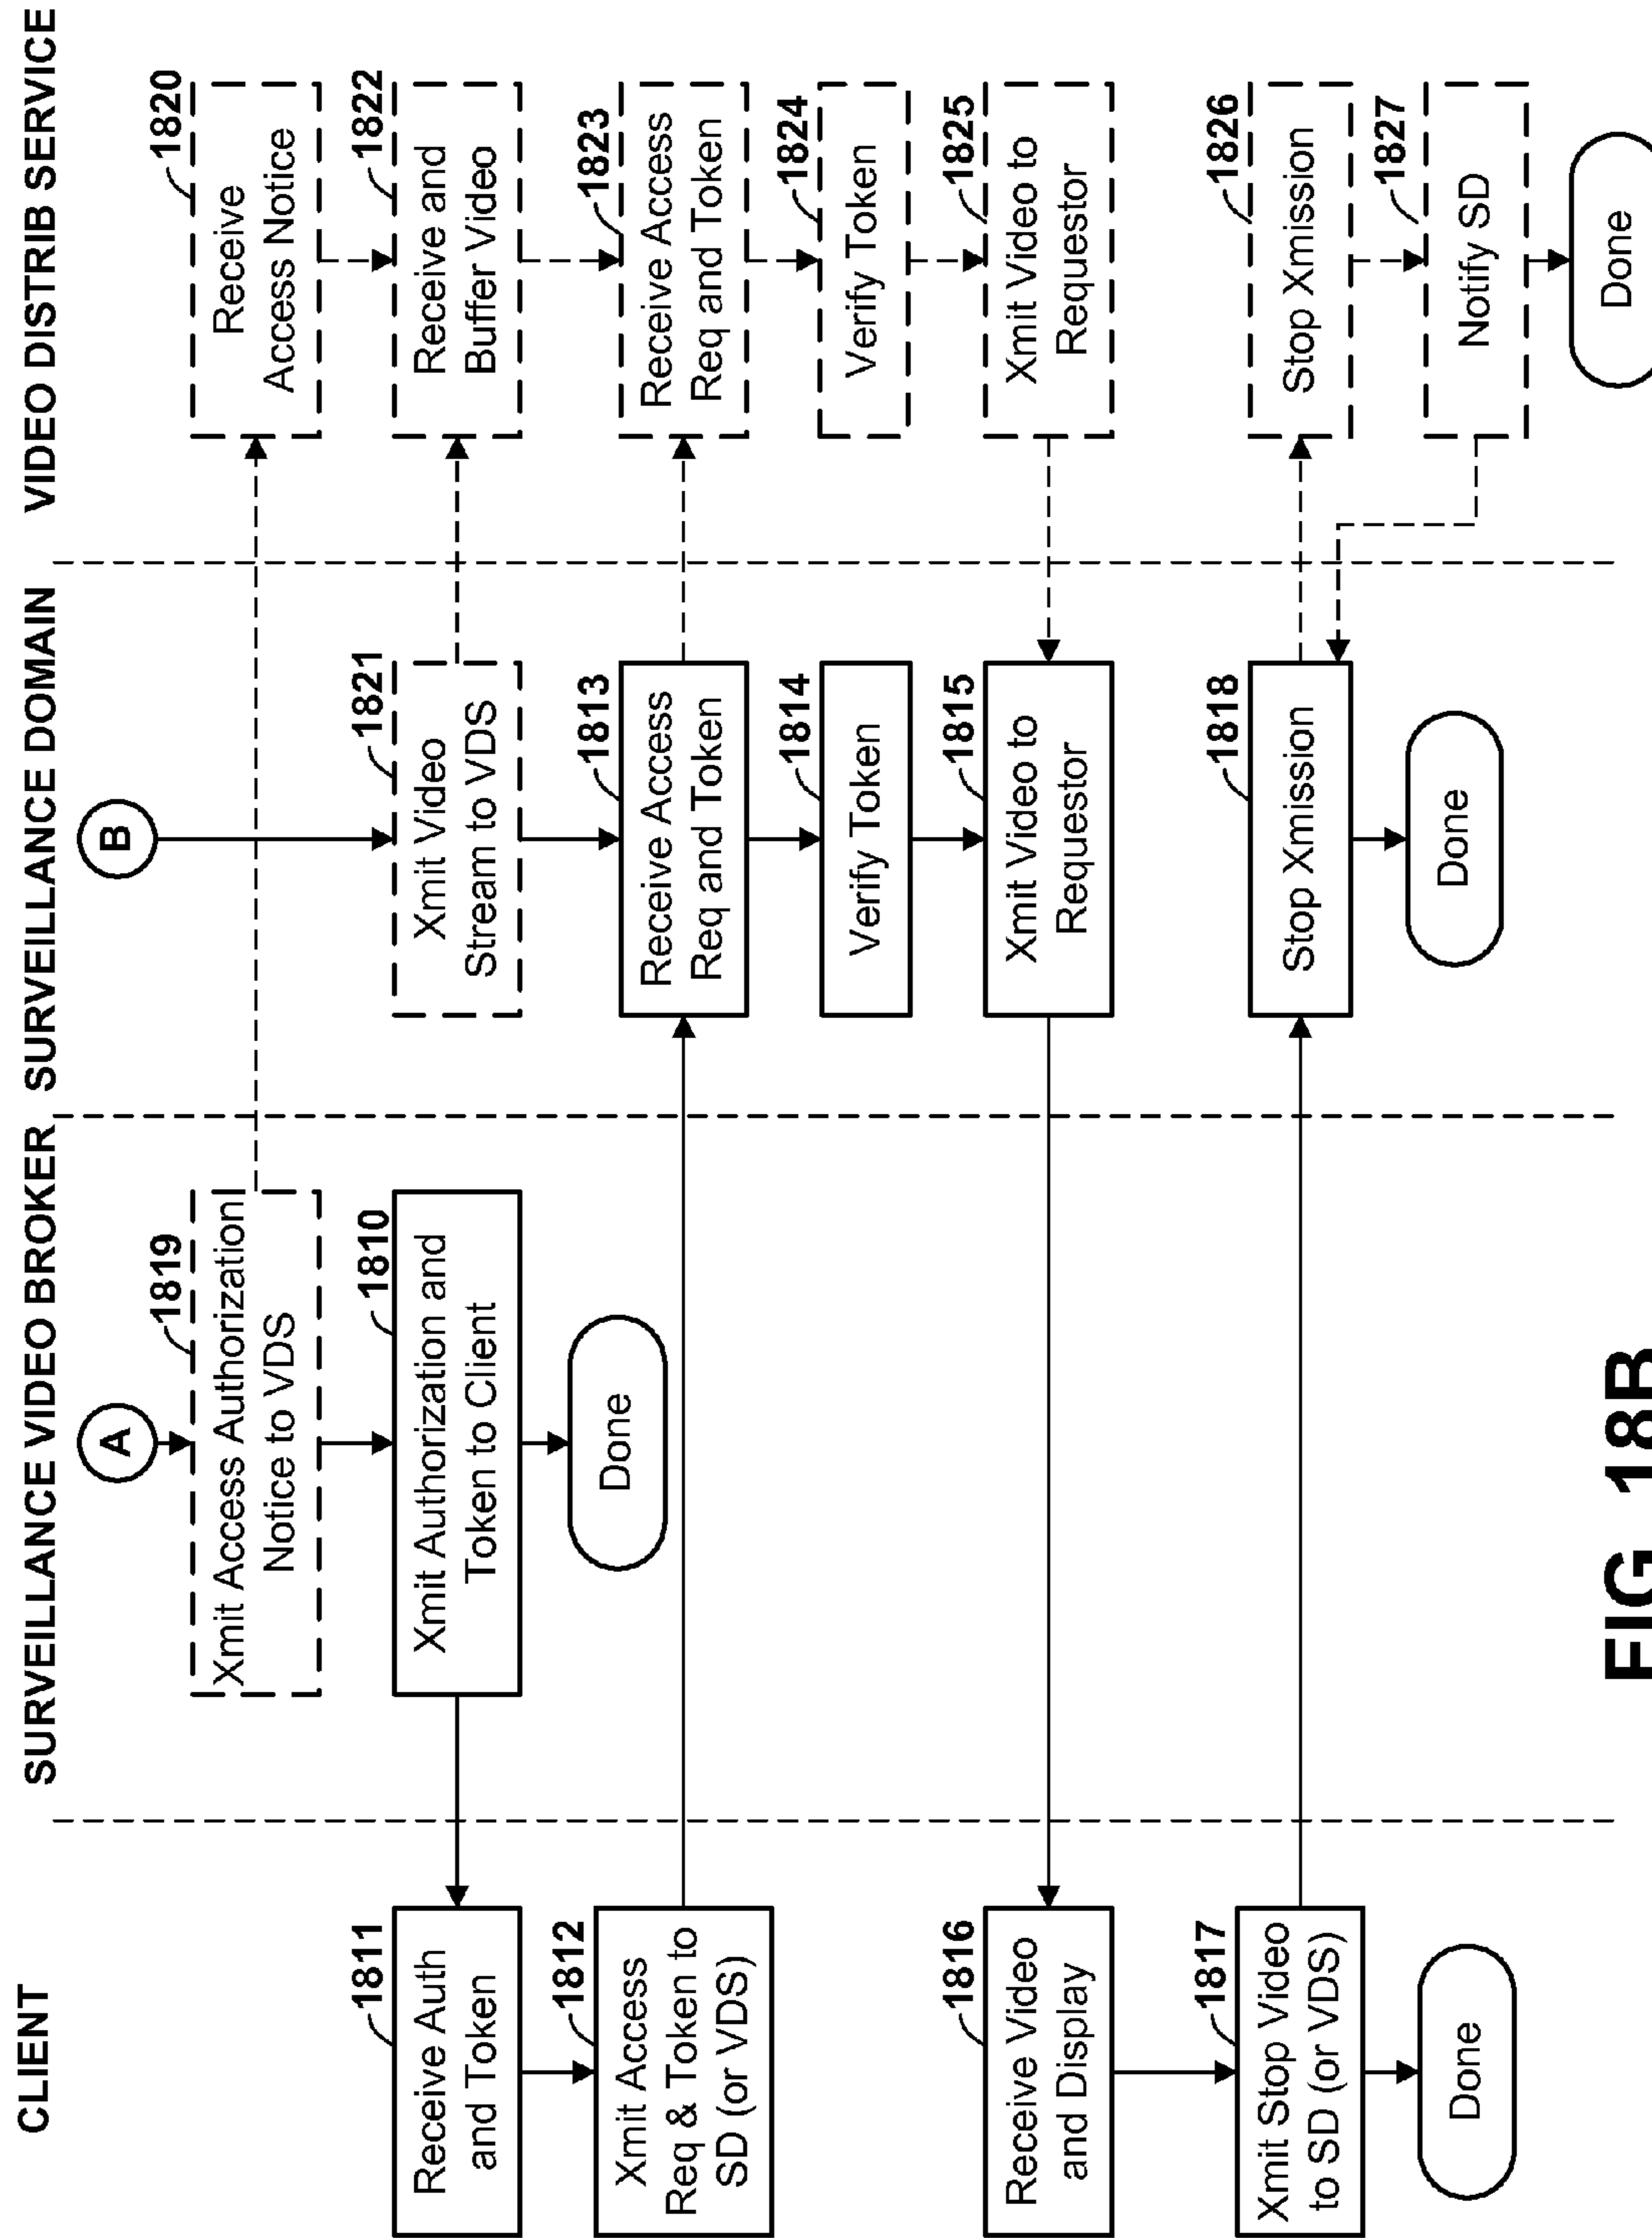 CLIENT
SURVEILLANCE VIDEO BROKER
SURVEILLANCE DOMAIN
VIDEO DISTRIB SERVICE
A
B
1819
Xmit Access Authorization
Notice to VDS
1820
Receive
Access Notice
1811
Receive Auth
and Token
1810
Xmit Authorization and
Token to Client
1821
Xmit Video
Stream to VDS
1822
Receive and
Buffer Video
Done
1812
Xmit Access
Req & Token to
SD (or VDS)
1813
Receive Access
Req and Token
1823
Receive Access
Req and Token
1814
Verify Token
1824
Verify Token
1816
Receive Video
and Display
1815
Xmit Video to
Requestor
1825
Xmit Video to
Requestor
1817
Xmit Stop Video
to SD (or VDS)
1818
Stop Xmission
1826
Stop Xmission
1827
Notify SD
Done
Done
Done
FIG 18B